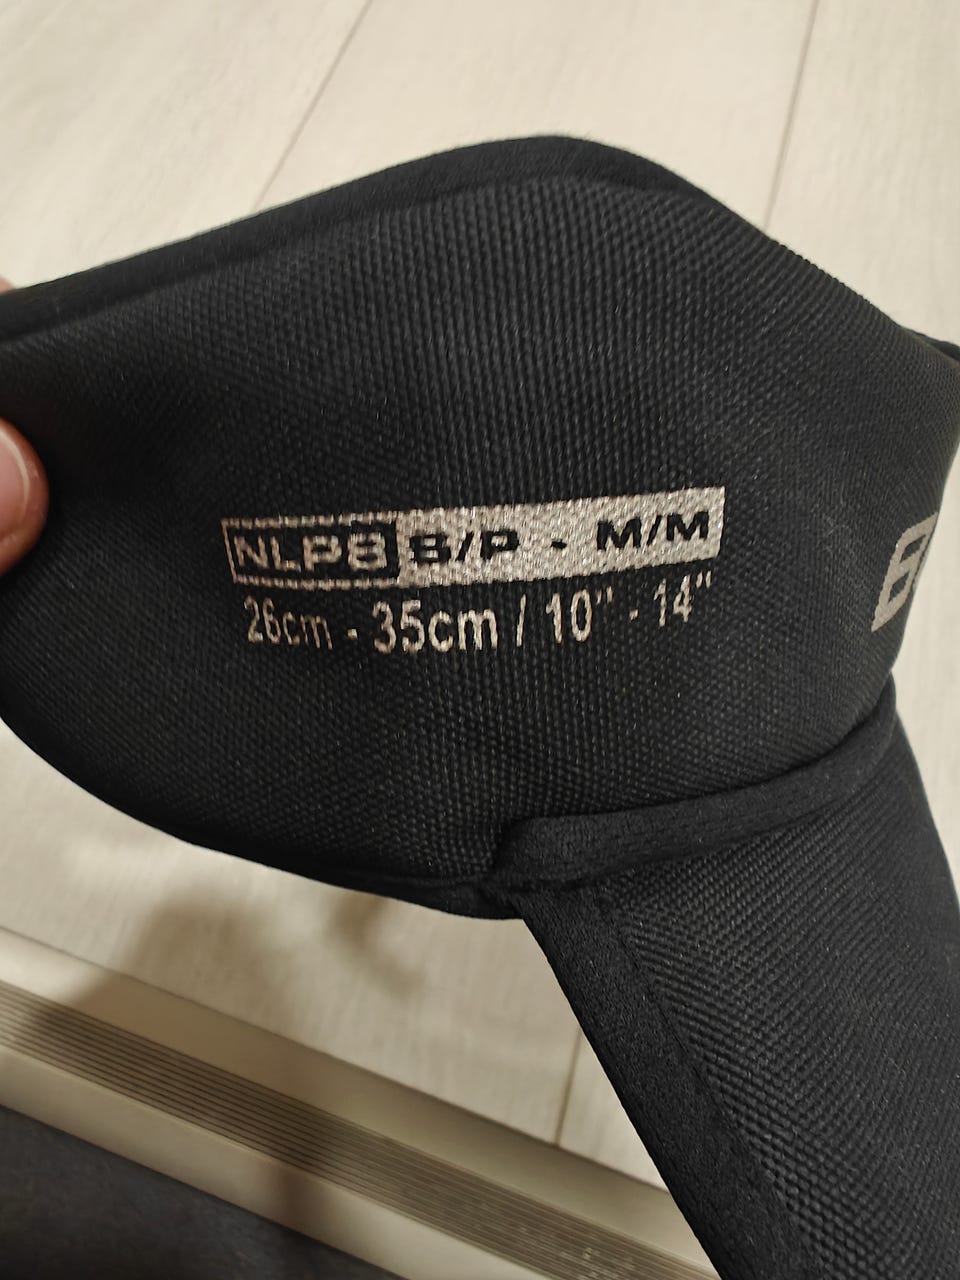 NLP8 S/P - M/M
26cm - 35cm / 10" - 14"